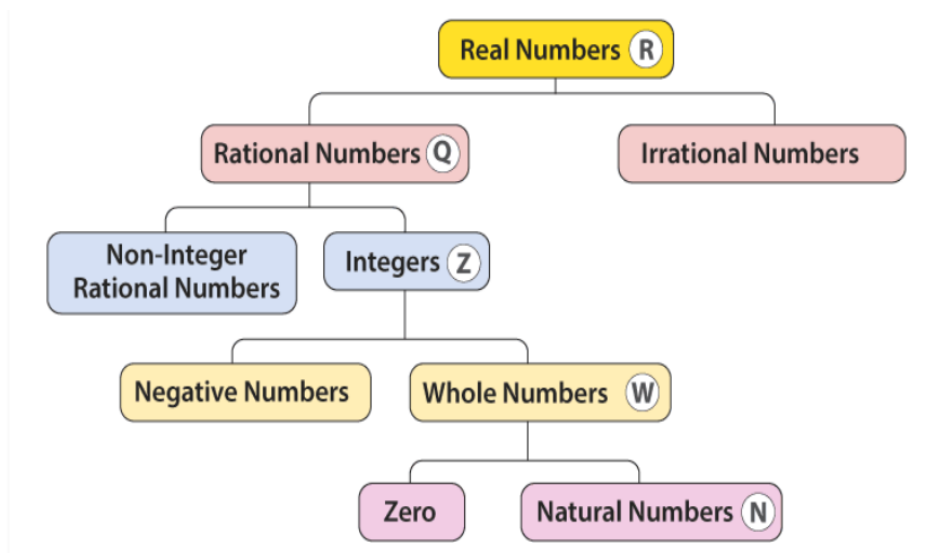 Real Numbers R
Rational Numbers Q
Irrational Numbers
Non-Integer
Rational Numbers
Integers Z
Negative Numbers
Whole Numbers W
Zero
Natural Numbers N